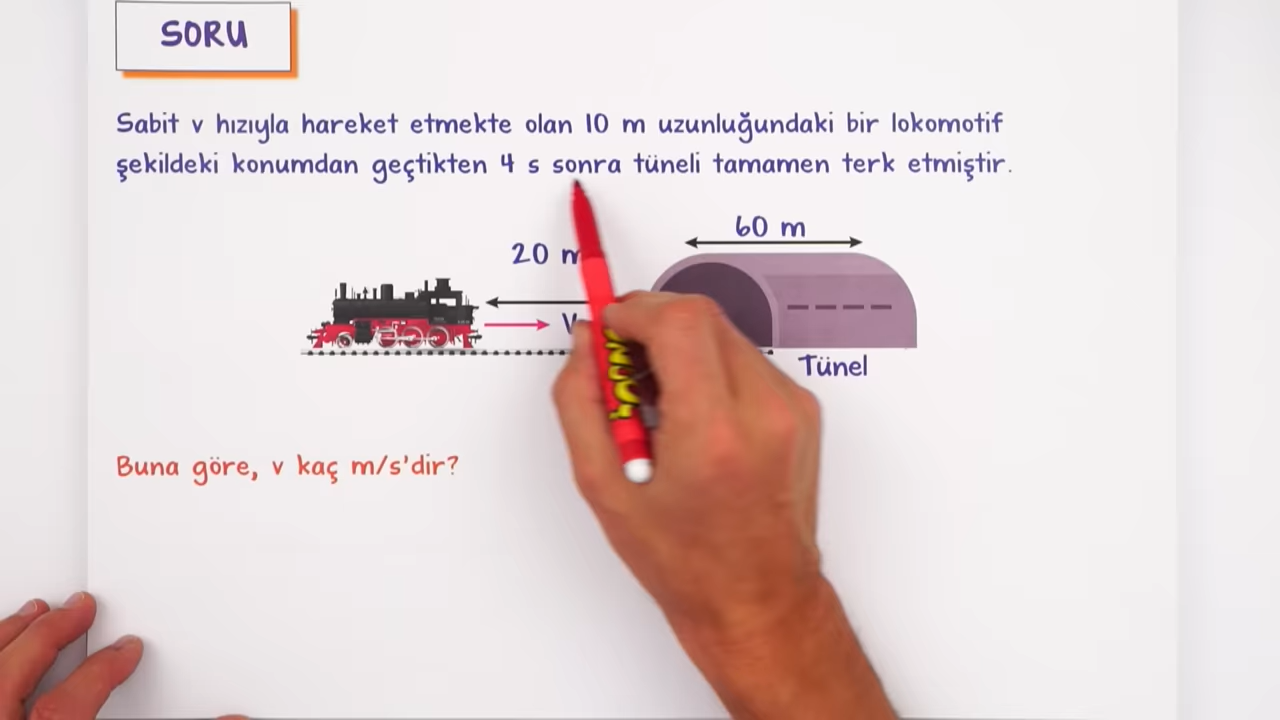 SORU
Sabit v hızıyla hareket etmekte olan 10 m uzunluğundaki bir lokomotif
şekildeki konumdan geçtikten 4 s sonra tüneli tamamen terk etmiştir.
60 m
20 m
v
Tünel
Buna göre, v kaç m/s'dir?